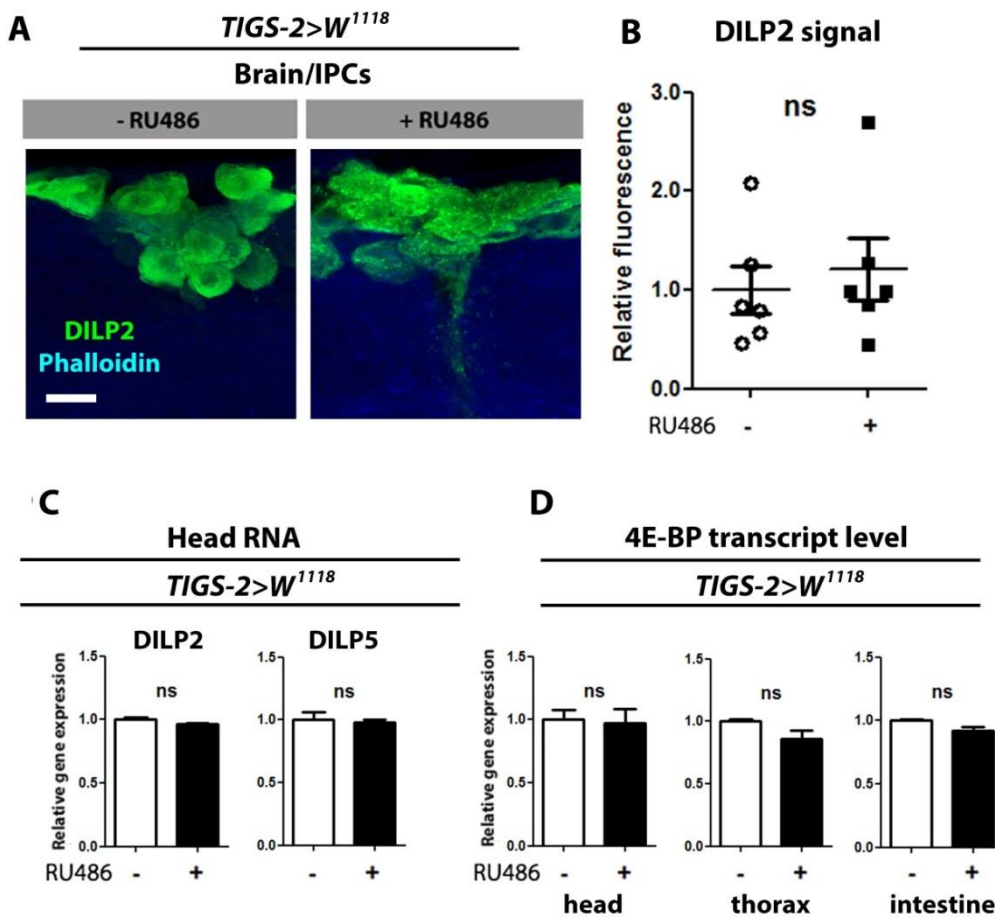 A
TIGS-2>W1118
Brain/IPCs
- RU486
+ RU486
DILP2
Phalloidin
B
DILP2 signal
Relative fluorescence
3.0
2.0
1.0
0.0
ns
RU486 - +
C
Head RNA
TIGS-2>W1118
DILP2
Relative gene expression
1.5
1.0
0.5
0.0
ns
DILP5
1.5
1.0
0.5
0.0
ns
RU486 - + - +
D
4E-BP transcript level
TIGS-2>W1118
Relative gene expression
1.5
1.0
0.5
0.0
ns
1.5
1.0
0.5
0.0
ns
1.5
1.0
0.5
0.0
ns
RU486 - + - + - +
head thorax intestine